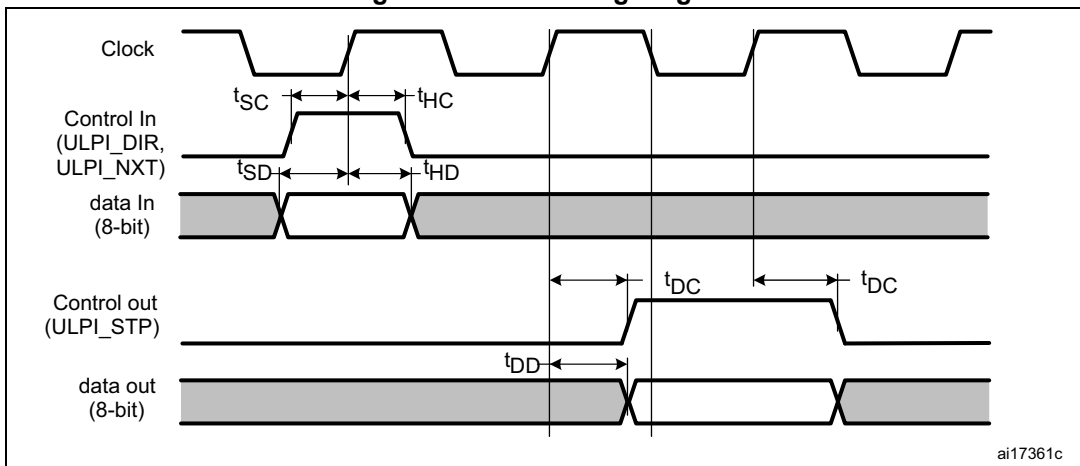 Clock
tSC
tHC
Control In
(ULPI_DIR,
ULPI_NXT)
tSD
tHD
data In
(8-bit)
tDC
tDC
Control out
(ULPI_STP)
tDD
data out
(8-bit)
ai17361c